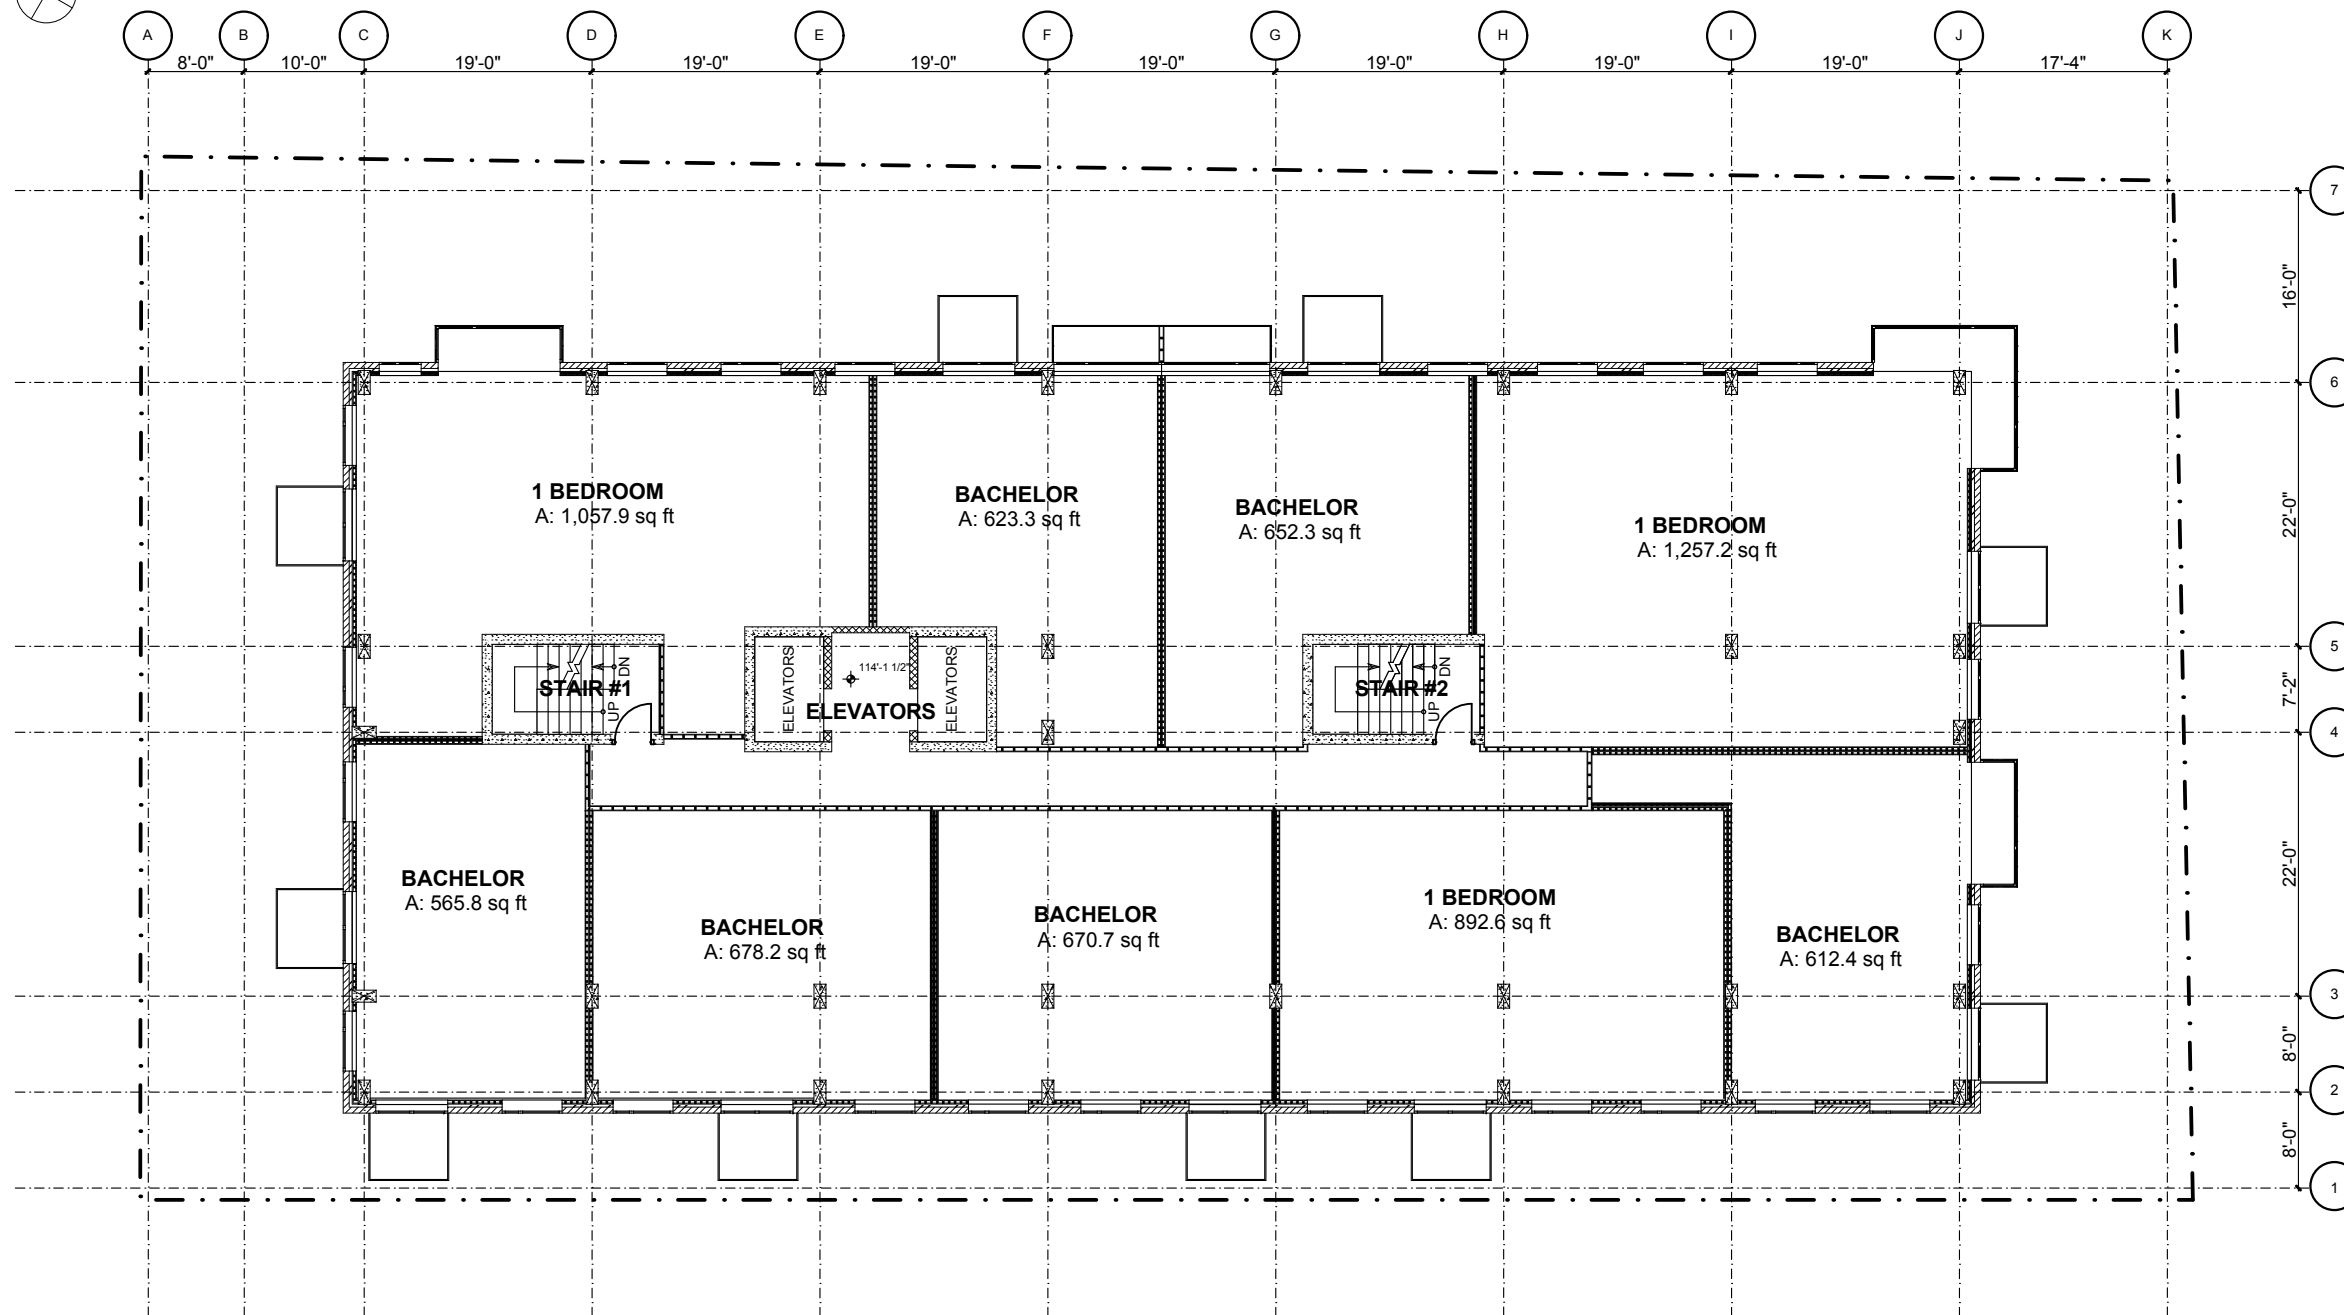 A B C D E F G H I J K
8'-0" 10'-0" 19'-0" 19'-0" 19'-0" 19'-0" 19'-0" 19'-0" 19'-0" 17'-4"
7
16'-0"
6
22'-0"
5
7'-2"
4
22'-0"
3
8'-0"
2
8'-0"
1
1 BEDROOM
A: 1,057.9 sq ft
BACHELOR
A: 623.3 sq ft
BACHELOR
A: 652.3 sq ft
1 BEDROOM
A: 1,257.2 sq ft
STAIR #1
DN
UP
ELEVATORS
114'-1 1/2"
ELEVATORS
ELEVATORS
STAIR #2
DN
UP
BACHELOR
A: 565.8 sq ft
BACHELOR
A: 678.2 sq ft
BACHELOR
A: 670.7 sq ft
1 BEDROOM
A: 892.6 sq ft
BACHELOR
A: 612.4 sq ft